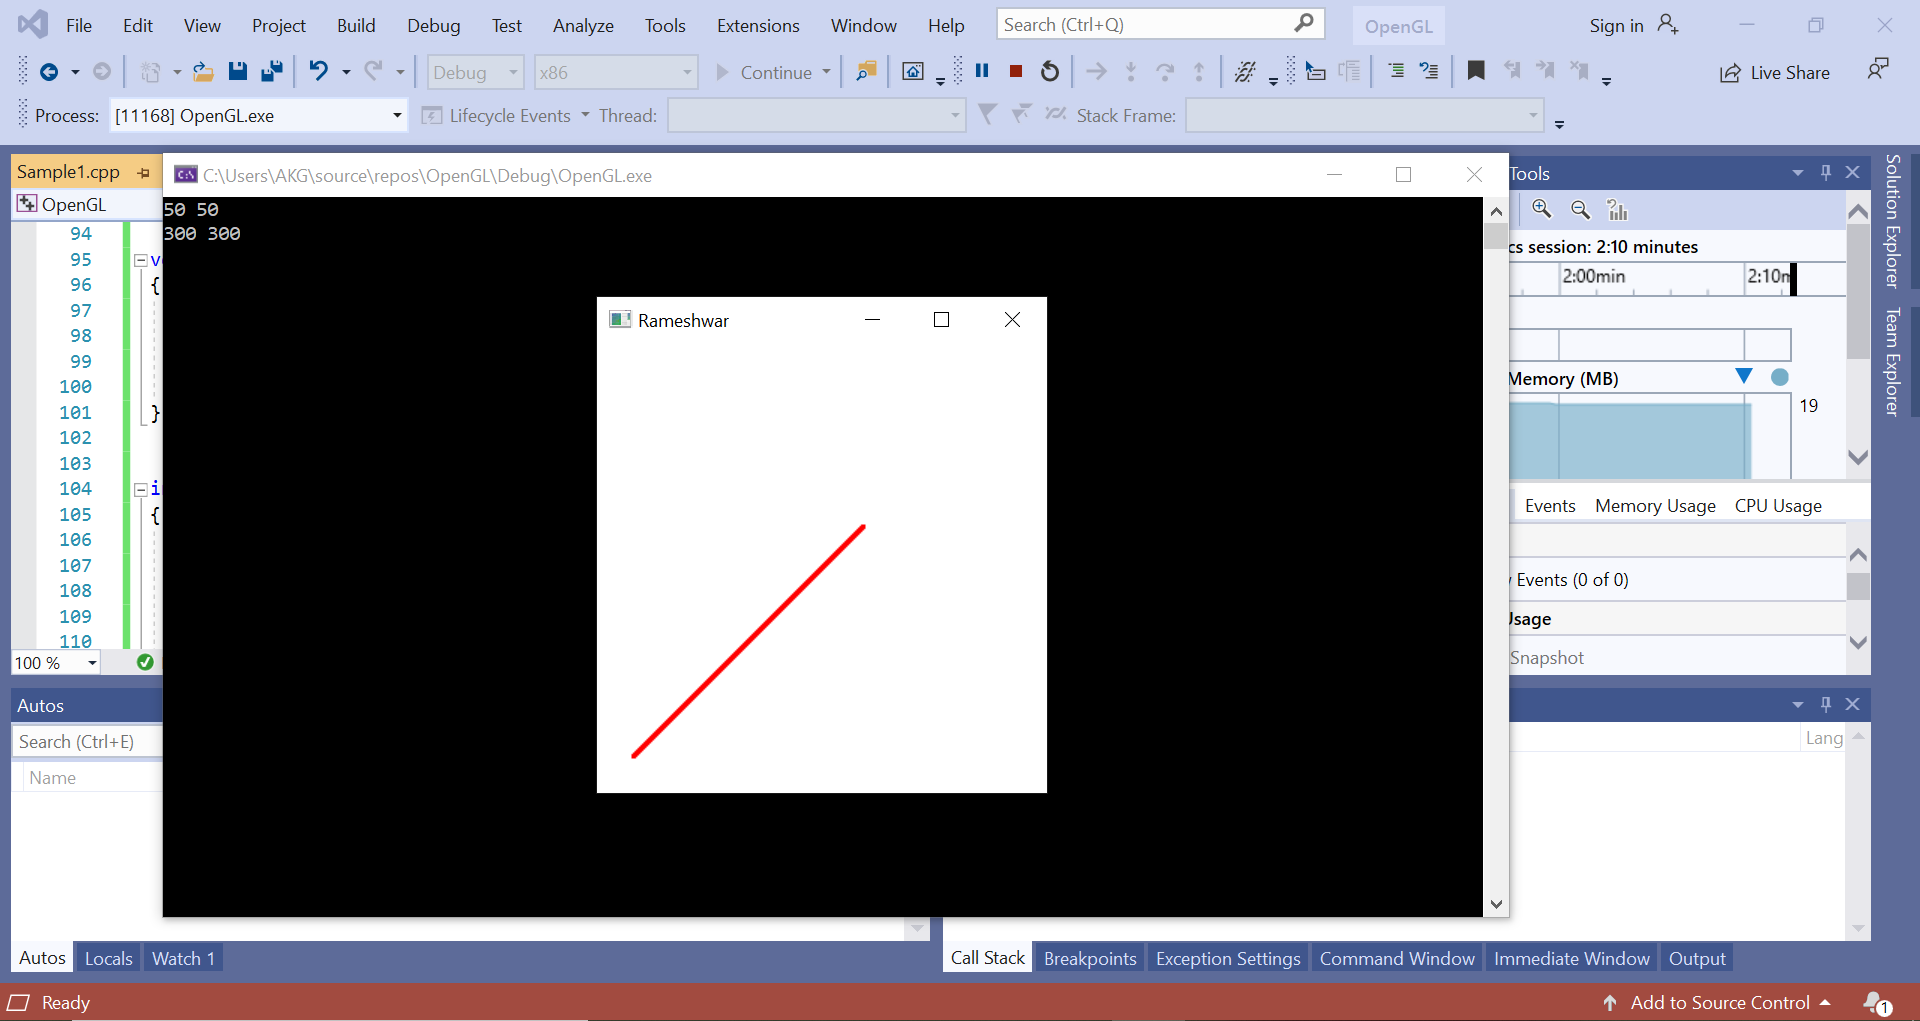 File Edit View Project Build Debug Test Analyze Tools Extensions Window Help Search (Ctrl+Q) OpenGL Sign in
Debug x86 Continue Live Share
Process: [11168] OpenGL.exe Lifecycle Events Thread: Stack Frame:
Sample1.cpp
OpenGL
94
95
96 {
97
98
99
100
101 }
102
103
104 i
105 {
106
107
108
109
110
100 %
C:\Users\AKG\source\repos\OpenGL\Debug\OpenGL.exe
50 50
300 300
Rameshwar
Tools
cs session: 2:10 minutes
2:00min 2:10m
Memory (MB)
19
Events Memory Usage CPU Usage
Events (0 of 0)
Usage
Snapshot
Solution Explorer
Team Explorer
Autos
Search (Ctrl+E)
Name
Lang
Autos Locals Watch 1
Call Stack Breakpoints Exception Settings Command Window Immediate Window Output
Ready
Add to Source Control 1